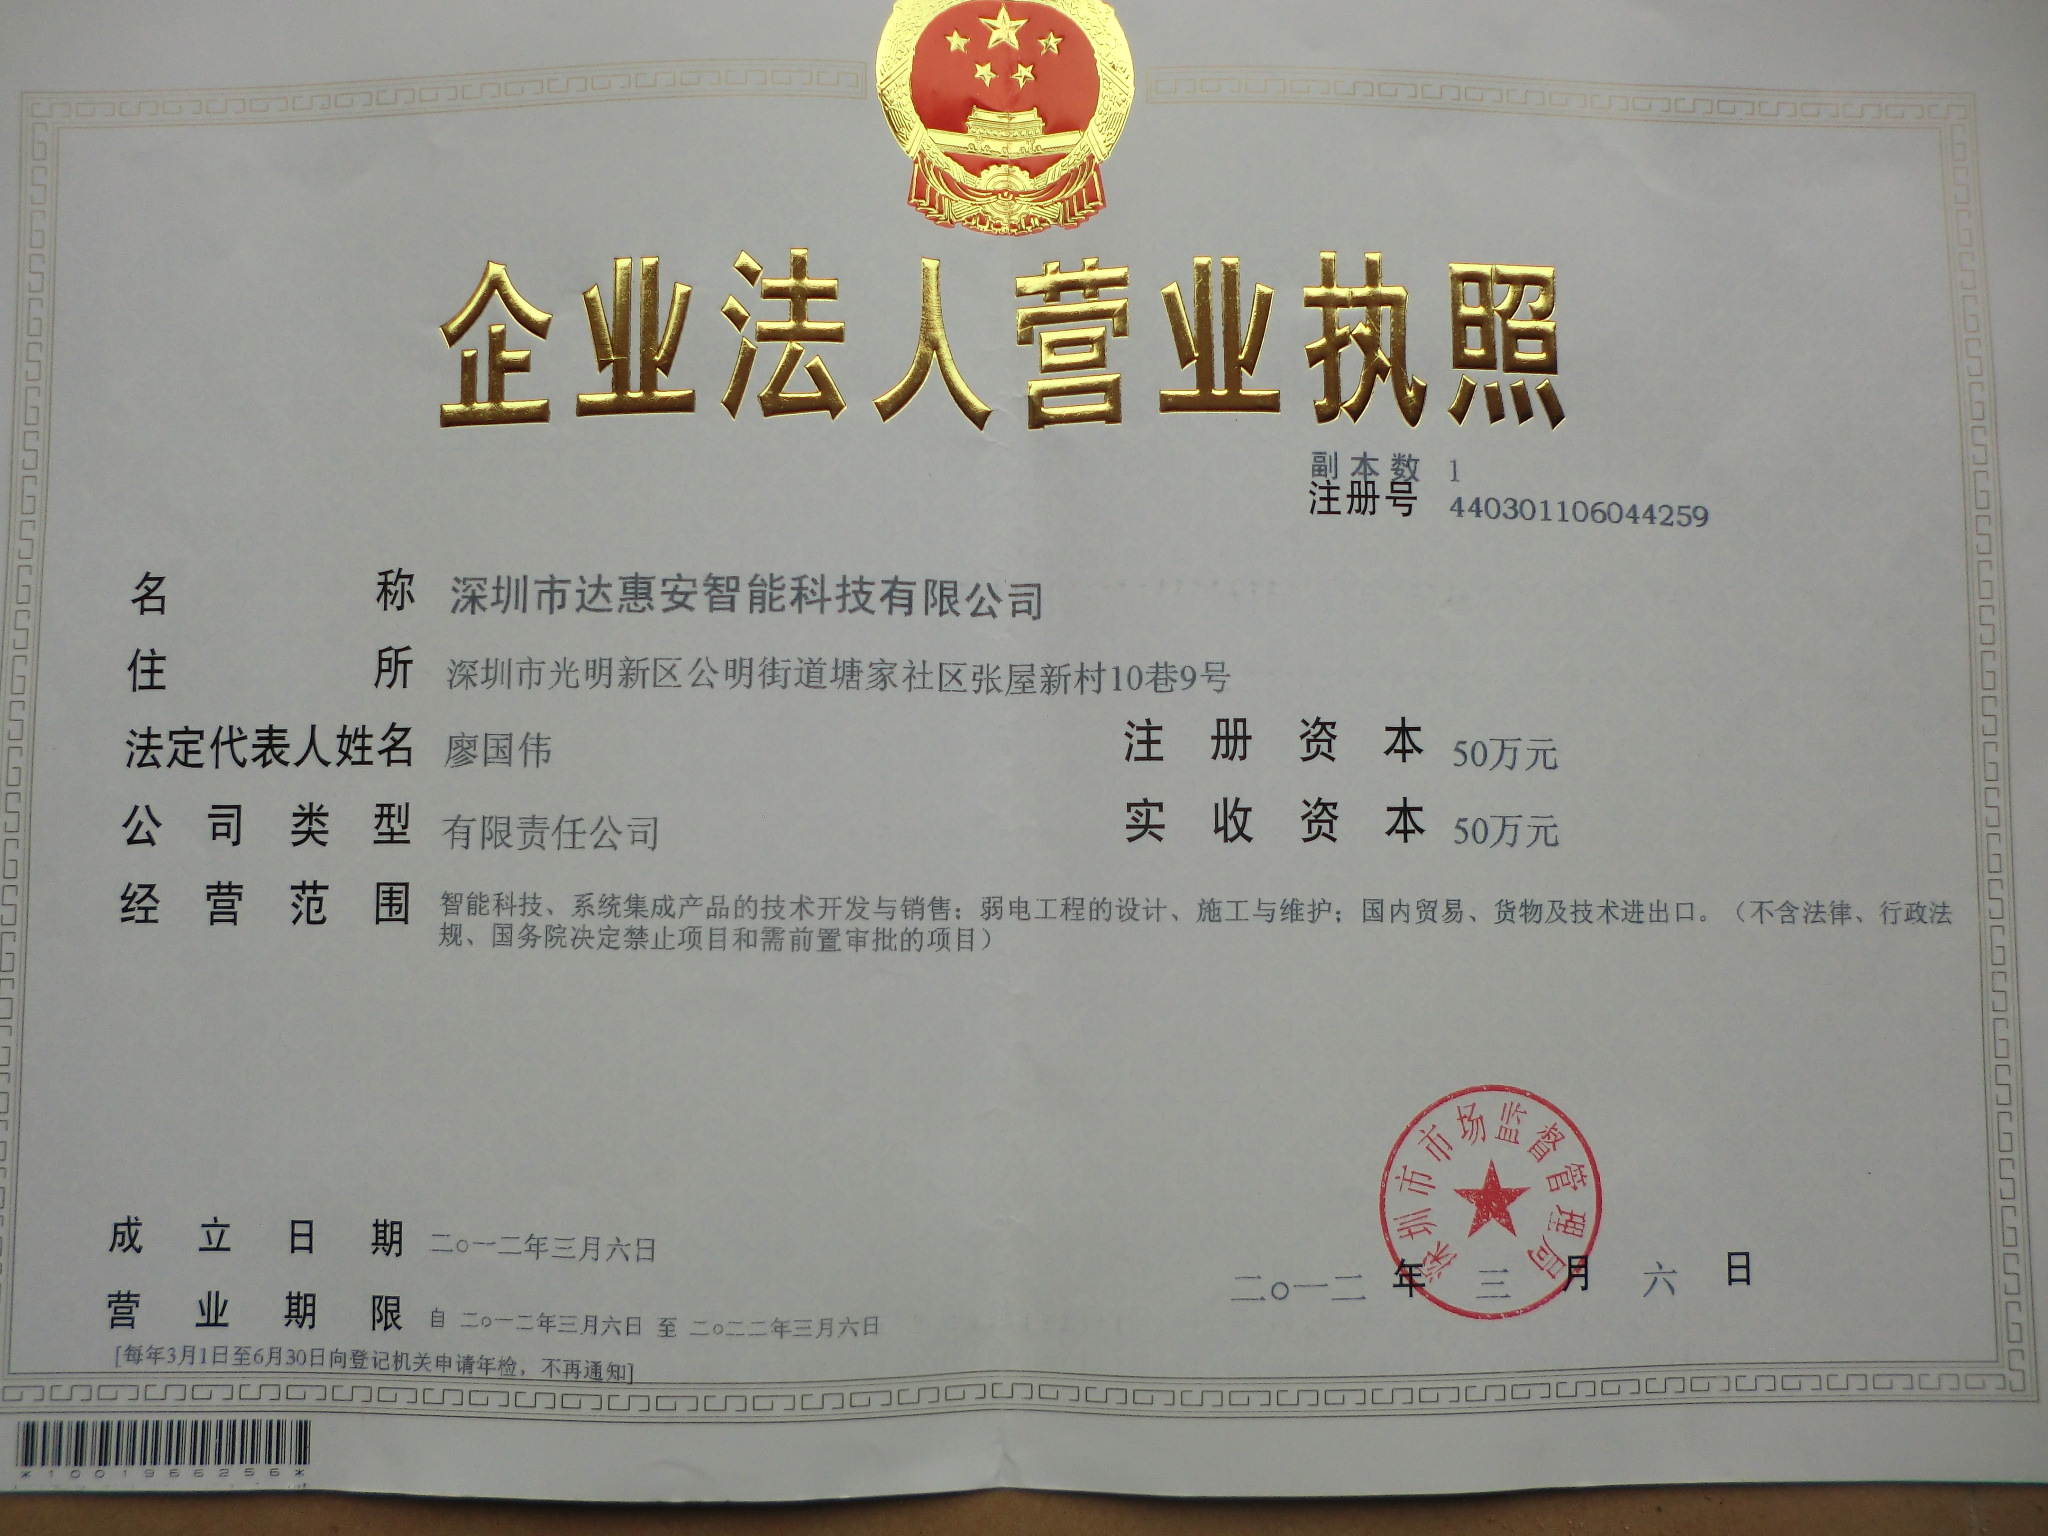 企业法人营业执照
副本数 1
注册号 440301106044259
名称 深圳市达惠安智能科技有限公司
住所 深圳市光明新区公明街道塘家社区张屋新村10巷9号
法定代表人姓名 廖国伟 注册资本 50万元
公司类型 有限责任公司 实收资本 50万元
经营范围 智能科技、系统集成产品的技术开发与销售；弱电工程的设计、施工与维护；国内贸易、货物及技术进出口。（不含法律、行政法
规、国务院决定禁止项目和需前置审批的项目）
深圳市市场监督管理局
成立日期 二○一二年三月六日
二○一二 年 三 月 六 日
营业期限 自 二○一二年三月六日 至 二○二二年三月六日
[每年3月1日至6月30日向登记机关申请年检，不再通知]
*1001966256*